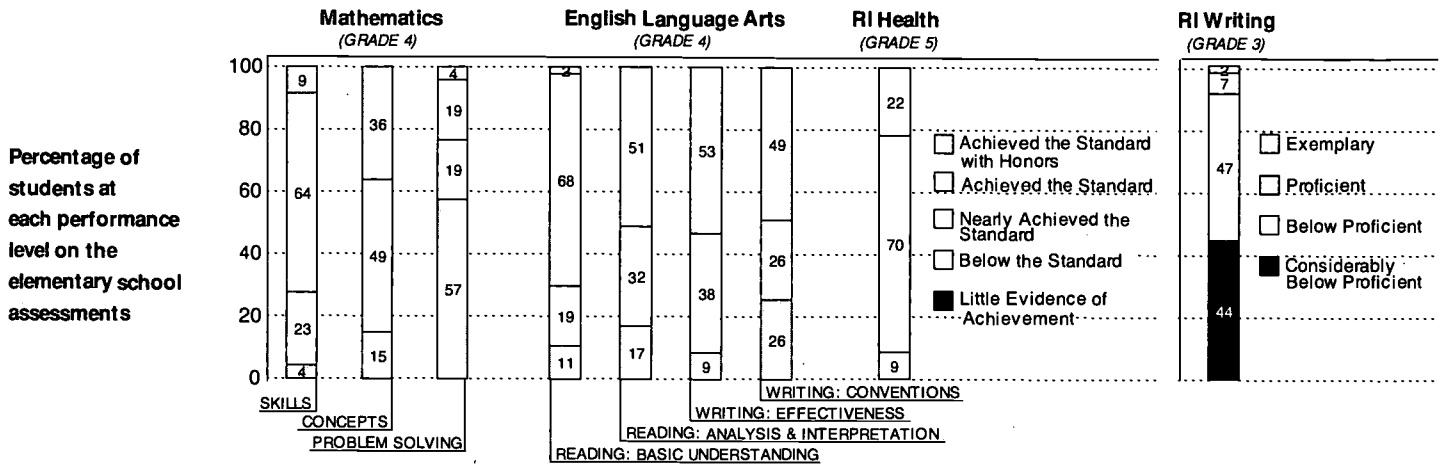 Mathematics
(GRADE 4)
English Language Arts
(GRADE 4)
RI Health
(GRADE 5)
RI Writing
(GRADE 3)
Percentage of
students at
each performance
level on the
elementary school
assessments
100
80
60
40
20
0
9
64
23
4
36
49
15
4
19
19
57
2
68
19
11
51
32
17
53
38
9
49
26
26
22
70
9
Achieved the Standard
with Honors
Achieved the Standard
Nearly Achieved the
Standard
Below the Standard
Little Evidence of
Achievement
2
7
47
44
Exemplary
Proficient
Below Proficient
Considerably
Below Proficient
SKILLS
CONCEPTS
PROBLEM SOLVING
WRITING: CONVENTIONS
WRITING: EFFECTIVENESS
READING: ANALYSIS & INTERPRETATION
READING: BASIC UNDERSTANDING